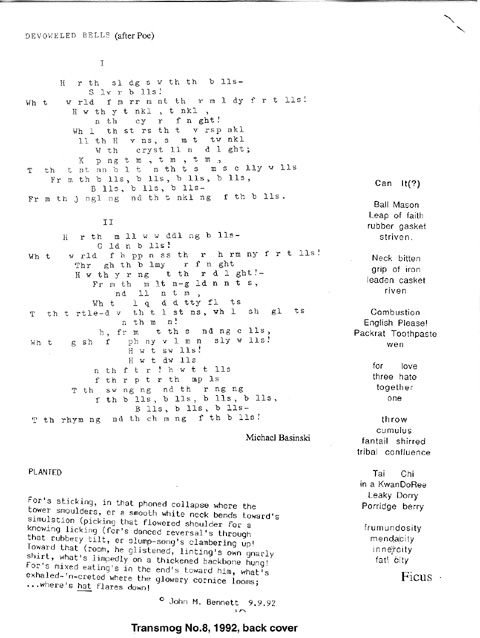 DEVOWELED BELLS (after Poe)
I
H r th sl dg s w th th b lls-
S lv r b lls!
Wh t w rld f m rr m nt th r m l dy f r t lls!
H w th y t nkl , t nkl ,
n th cy r f n ght!
Wh l th st rs th t v rsp nkl
ll th H v ns, s m t tw nkl
W th cryst ll n d l ght;
K p ng t m , t m , t m ,
T th t nt nn b l t n th t s m s c lly w lls
Fr m th b lls, b lls, b lls, b lls,
B lls, b lls, b lls-
Fr m th j ngl ng nd th t nkl ng f th b lls.
II
H r th m ll w w dd ng b lls-
G ld n b lls!
Wh t w rld f h pp n ss th r h rm ny f r t lls!
Thr gh th b lmy r f n ght
H w th y r ng t th r d l ght!-
Fr m th m lt n-g ld n n t s,
nd ll n t n ,
Wh t l q d d tty fl ts
T th t rtle-d v th t l st ns, wh l sh gl ts
n th m n!
h, fr m t th s nd ng c lls,
Wh t g sh f ph ny v l m n sly w lls!
H w t sw lls!
H w t dw lls
n th f t r ! h w t t lls
f th r pt r th mp ls
T th sw ng ng nd th r ng ng
f th b lls, b lls, b lls, b lls,
B lls, b lls, b lls-
T th rhym ng nd th ch m ng f th b lls!
Michael Basinski
PLANTED
For's sticking, in that phoned collapse where the
tower smoulders, er a smooth white neck bends toward's
simulation (picking that flowered shoulder for a
knowing licking (for's danced reversal's through
that rubbery tilt, or slump-song's clambering up!
Toward that (room, he glistened, linting's own gnarly
shirt, what's limpedly on a thickened backbone hung!
For's mixed eating's in the end's toward him, what's
exhaled-'n-creted where the glowery cornice looms;
...where's hat flares down!
© John M. Bennett 9.9.92
Can It(?)
Ball Mason
Leap of faith
rubber gasket
striven.
Neck bitten
grip of iron
leaden casket
riven
Combustion
English Please!
Packrat Toothpaste
wen
for love
three hato
together
one
throw
cumulus
fantail shirred
tribal confluence
Tai Chi
in a KwanDoRee
Leaky Dorry
Porridge berry
frumundosity
mendacity
innercity
fat city
Ficus
Transmog No.8, 1992, back cover